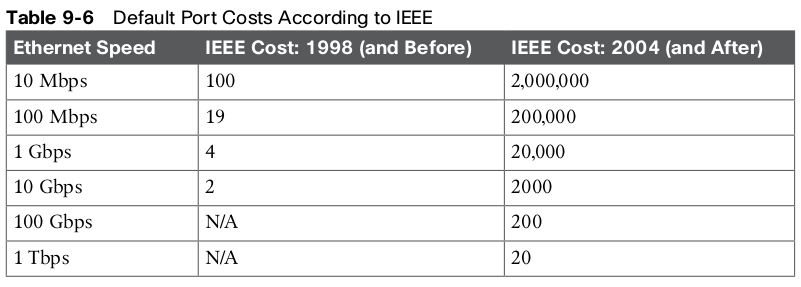 Table 9-6 Default Port Costs According to IEEE
Ethernet Speed IEEE Cost: 1998 (and Before) IEEE Cost: 2004 (and After)
10 Mbps 100 2,000,000
100 Mbps 19 200,000
1 Gbps 4 20,000
10 Gbps 2 2000
100 Gbps N/A 200
1 Tbps N/A 20